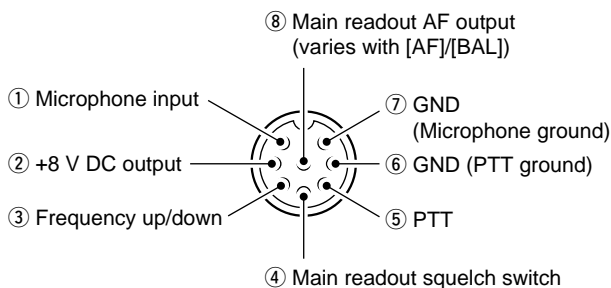 ⑧ Main readout AF output
(varies with [AF]/[BAL])
① Microphone input
⑦ GND
(Microphone ground)
② +8 V DC output
⑥ GND (PTT ground)
③ Frequency up/down
⑤ PTT
④ Main readout squelch switch